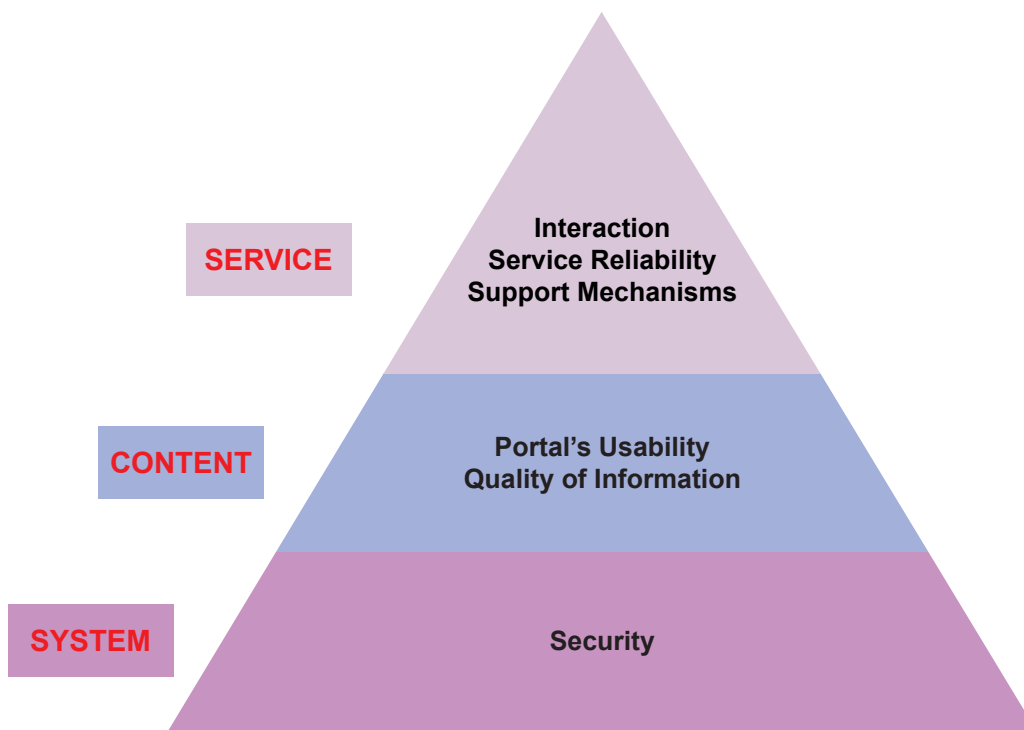 SERVICE
Interaction
Service Reliability
Support Mechanisms
CONTENT
Portal's Usability
Quality of Information
SYSTEM
Security